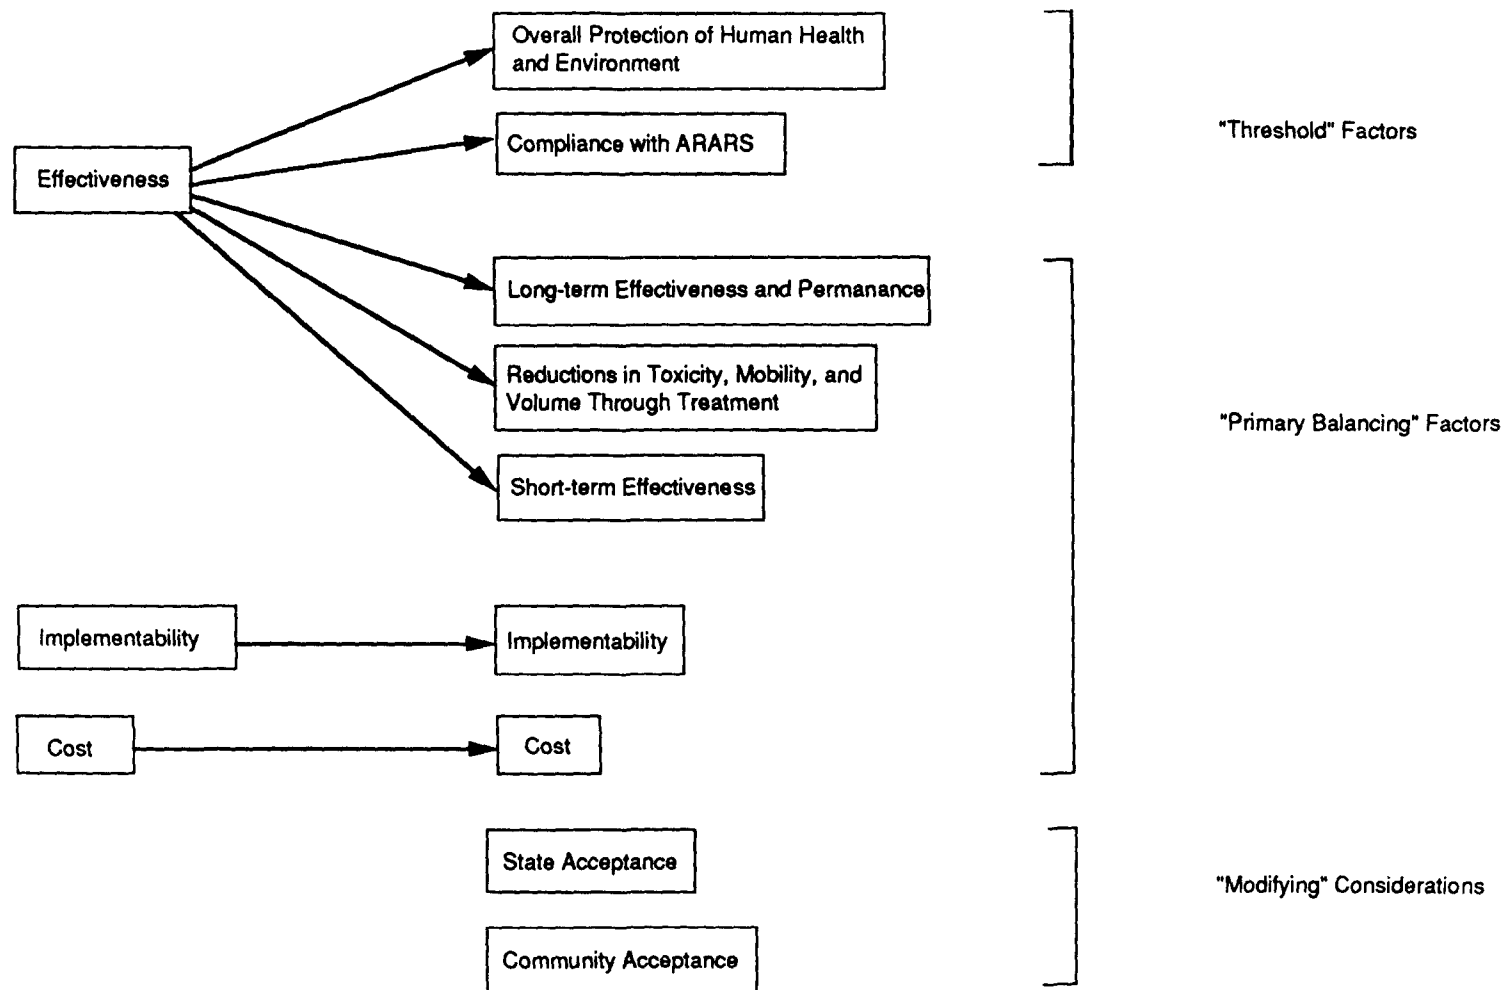 Overall Protection of Human Health
and Environment
Compliance with ARARS
"Threshold" Factors
Effectiveness
Long-term Effectiveness and Permanance
Reductions in Toxicity, Mobility, and
Volume Through Treatment
"Primary Balancing" Factors
Short-term Effectiveness
Implementability
Implementability
Cost
Cost
State Acceptance
"Modifying" Considerations
Community Acceptance